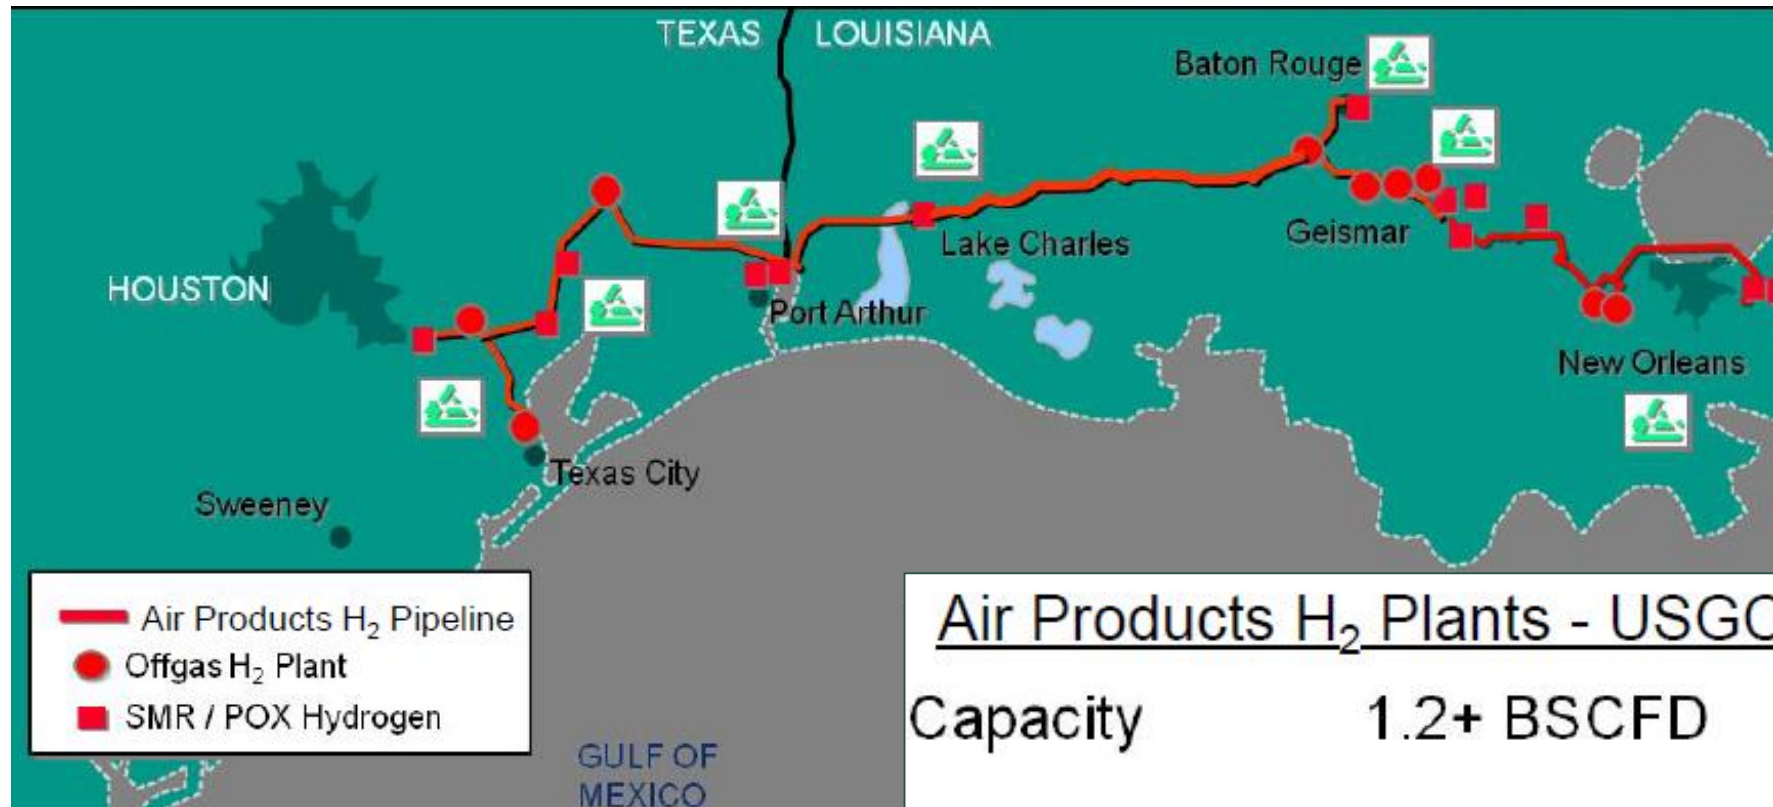 TEXAS LOUISIANA
Baton Rouge
Lake Charles
Geismar
HOUSTON
Port Arthur
New Orleans
Texas City
Sweeney
Air Products H₂ Pipeline
Offgas H₂ Plant
SMR / POX Hydrogen
GULF OF
MEXICO
Air Products H₂ Plants - USGC
Capacity 1.2+ BSCFD